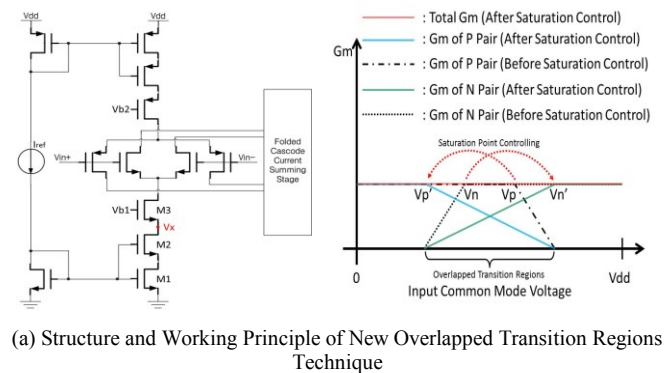 Vdd
Vdd
Vb2
Iref
Vin+
Vin−
Folded
Cascode
Current
Summing
Stage
Vb1
M3
Vx
M2
M1
: Total Gm (After Saturation Control)
: Gm of P Pair (After Saturation Control)
: Gm of P Pair (Before Saturation Control)
: Gm of N Pair (After Saturation Control)
: Gm of N Pair (Before Saturation Control)
Gm
Saturation Point Controlling
Vp' Vn Vp Vn'
Overlapped Transition Regions
0 Vdd
Input Common Mode Voltage
(a) Structure and Working Principle of New Overlapped Transition Regions
Technique